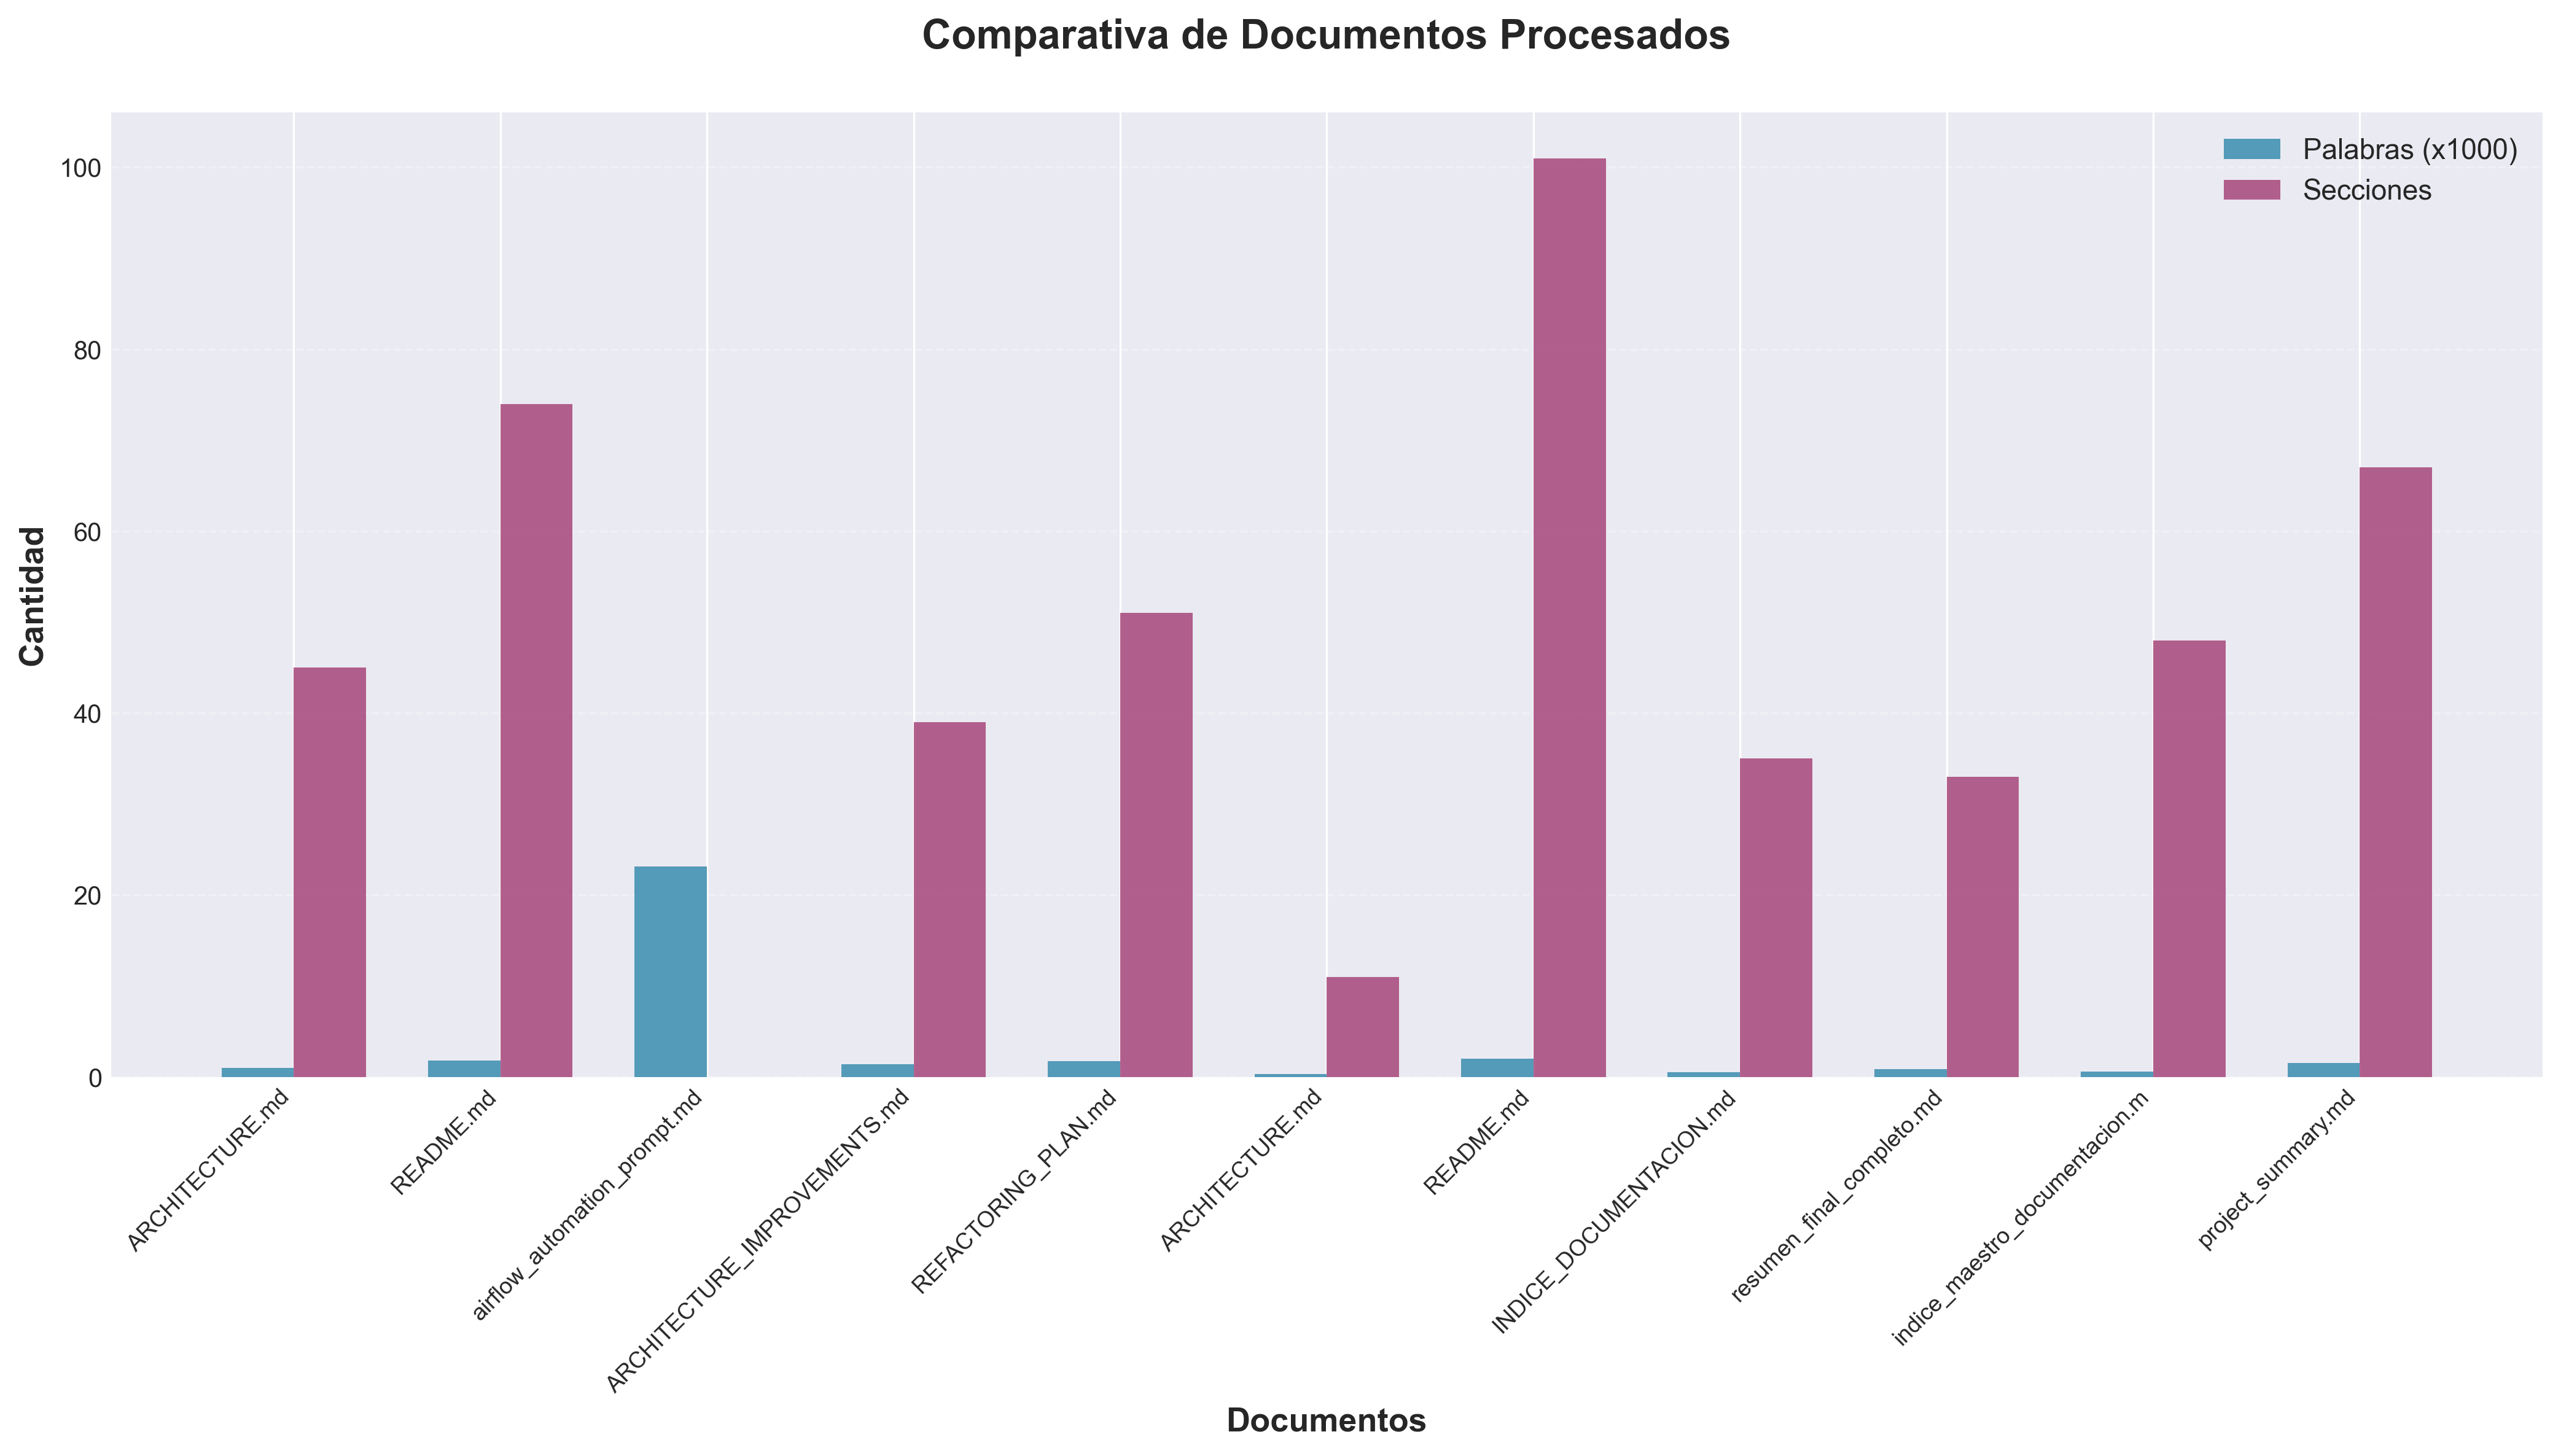 Comparativa de Documentos Procesados
Palabras (x1000)
Secciones
Cantidad
100
80
60
40
20
0
ARCHITECTURE.md
README.md
airflow_automation_prompt.md
ARCHITECTURE_IMPROVEMENTS.md
REFACTORING_PLAN.md
ARCHITECTURE.md
README.md
INDICE_DOCUMENTACION.md
resumen_final_completo.md
indice_maestro_documentacion.m
project_summary.md
Documentos